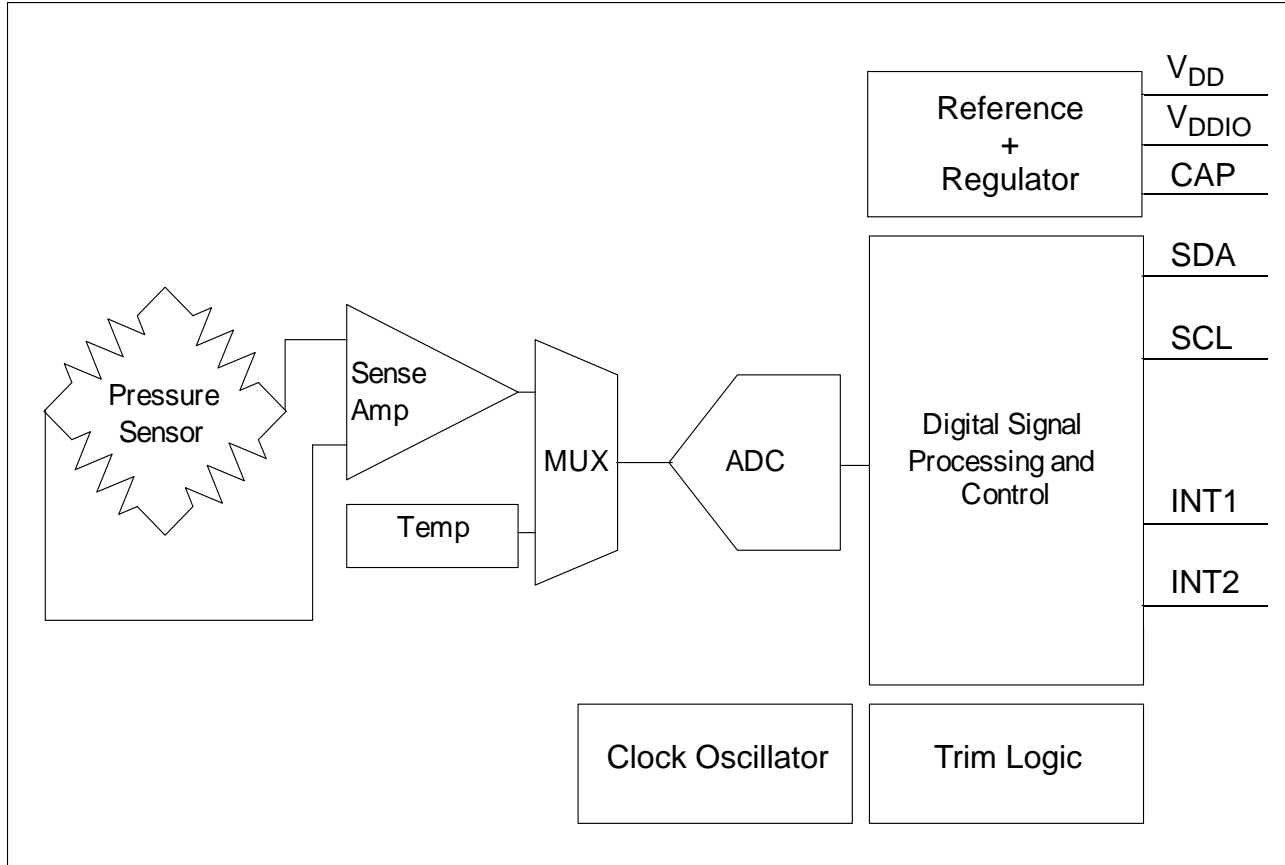 Reference
+
Regulator
VDD
VDDIO
CAP
SDA
SCL
INT1
INT2
Pressure
Sensor
Sense
Amp
Temp
MUX
ADC
Digital Signal
Processing and
Control
Clock Oscillator
Trim Logic